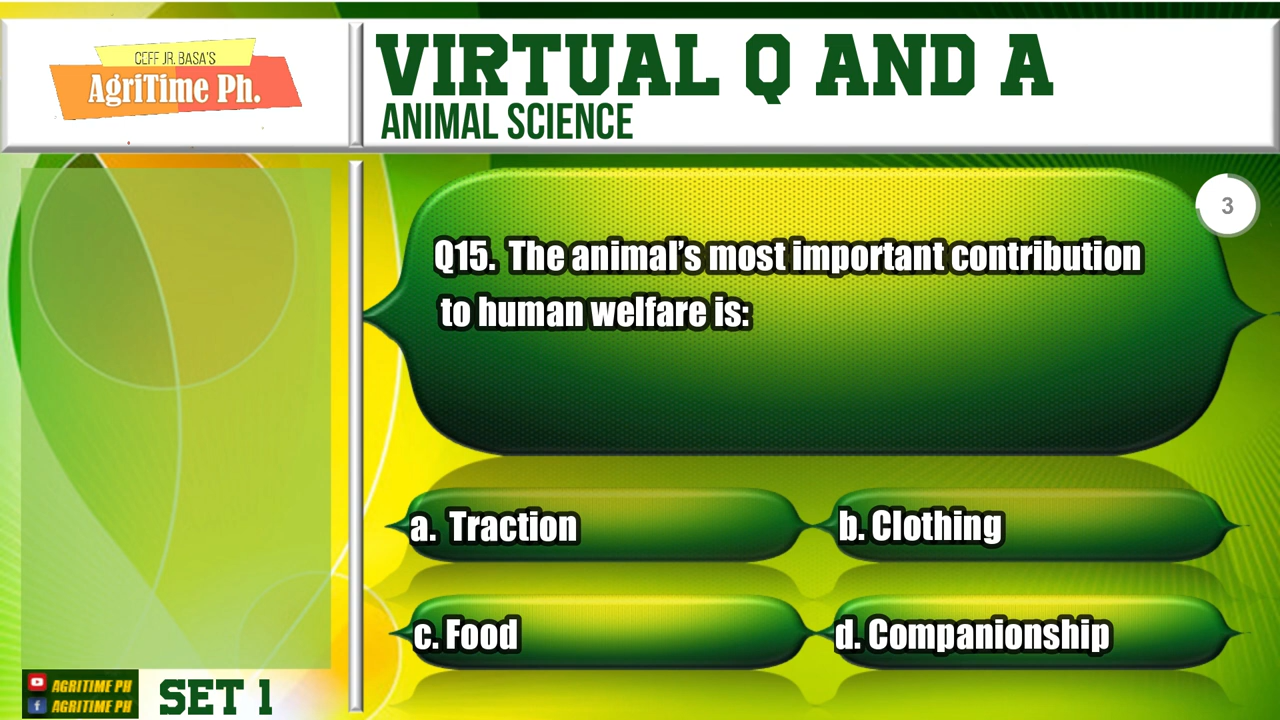 CEFF JR. BASA'S
AgriTime Ph.
VIRTUAL Q AND A
ANIMAL SCIENCE
3
Q15. The animal’s most important contribution
to human welfare is:
a. Traction
b. Clothing
c. Food
d. Companionship
AGRITIME PH
AGRITIME PH
SET 1